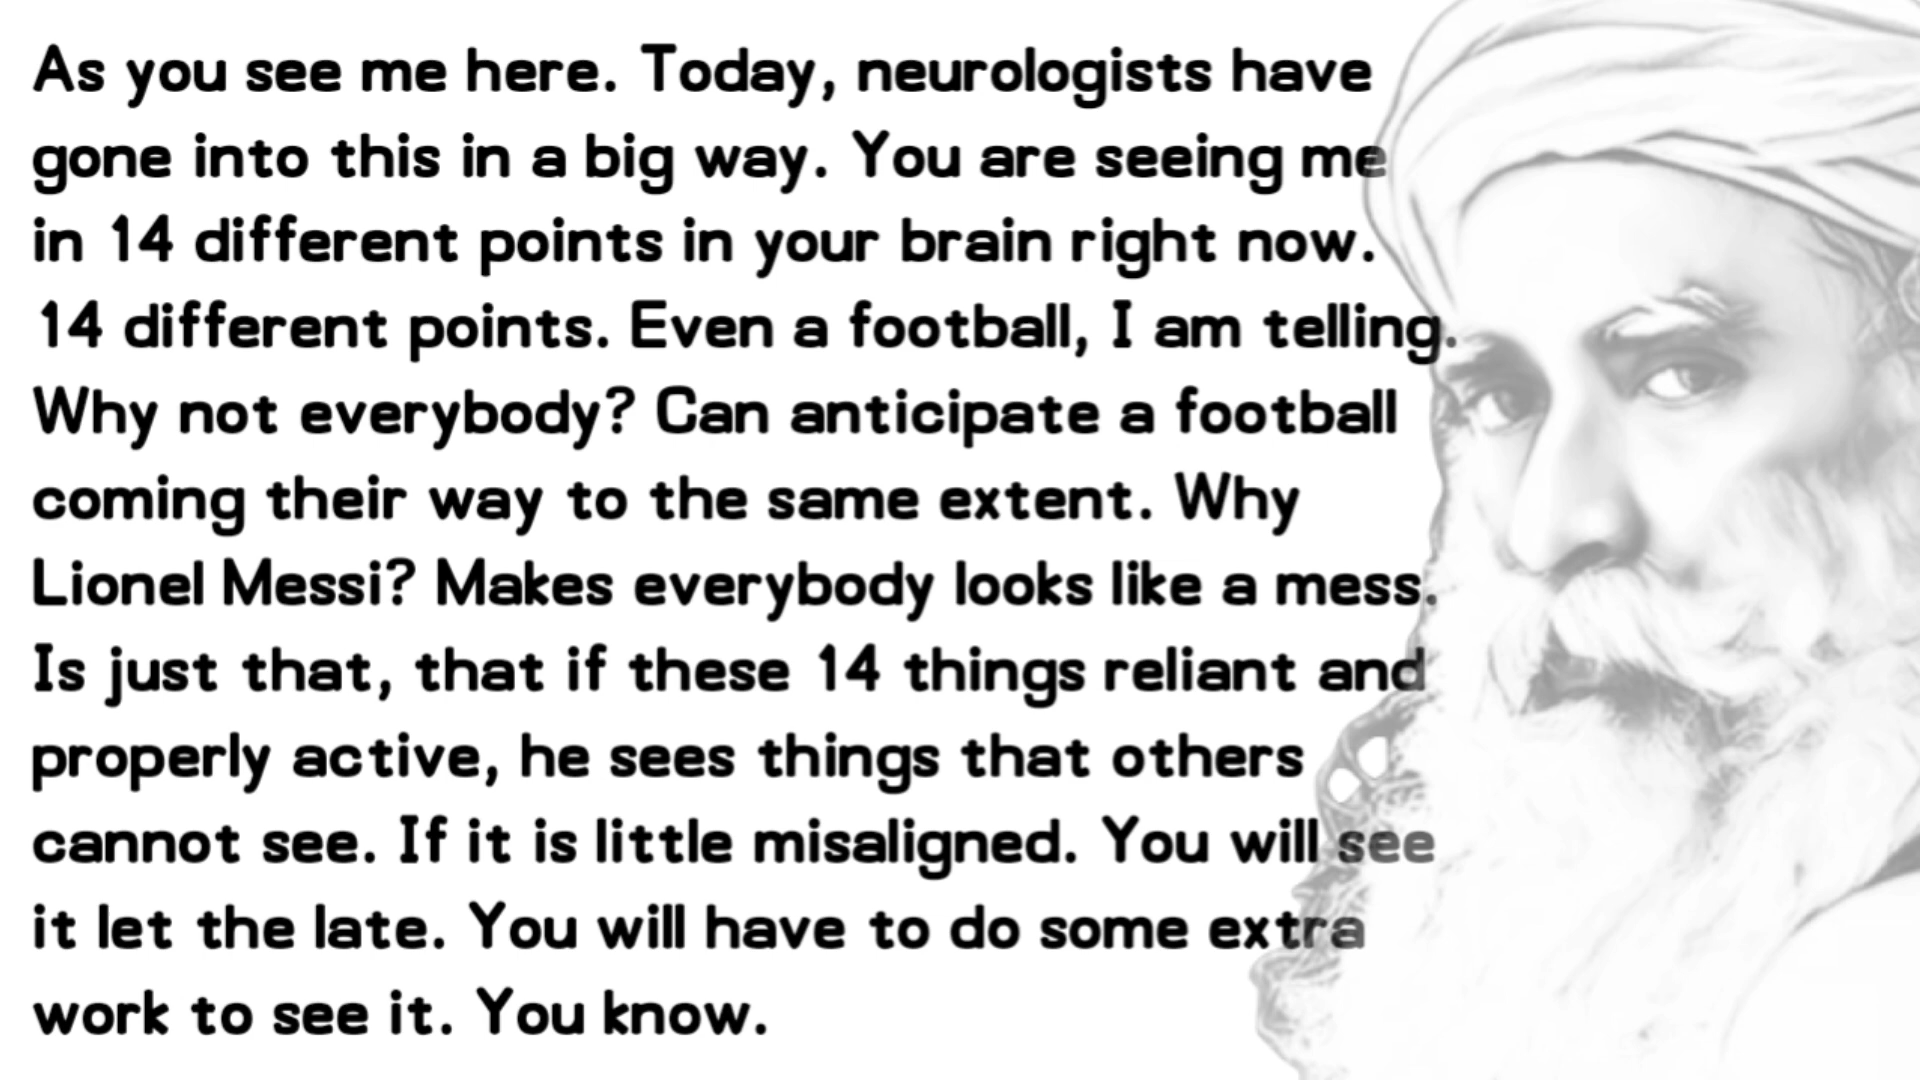 As you see me here. Today, neurologists have
gone into this in a big way. You are seeing me
in 14 different points in your brain right now.
14 different points. Even a football, I am telling.
Why not everybody? Can anticipate a football
coming their way to the same extent. Why
Lionel Messi? Makes everybody looks like a mess.
Is just that, that if these 14 things reliant and
properly active, he sees things that others
cannot see. If it is little misaligned. You will see
it let the late. You will have to do some extra
work to see it. You know.